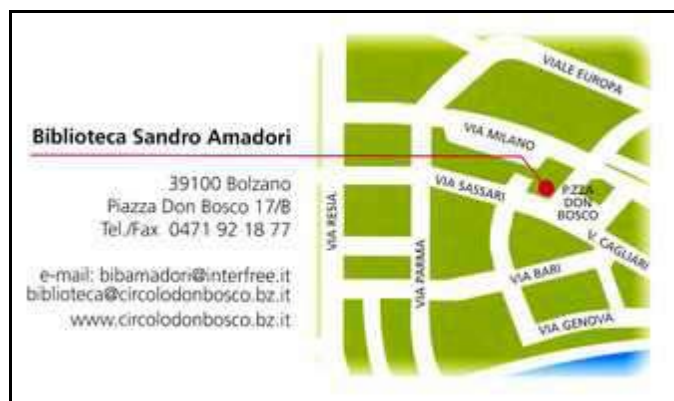 Biblioteca Sandro Amadori
39100 Bolzano
Piazza Don Bosco 17/B
Tel./Fax 0471 92 18 77
e-mail: bibamadori@interfree.it
biblioteca@circolodonbosco.bz.it
www.circolodonbosco.bz.it
VIALE EUROPA
VIA MILANO
VIA SASSARI
P.ZZA
DON
BOSCO
V. CAGLIARI
VIA RESIA
VIA PARMA
VIA BARI
VIA GENOVA